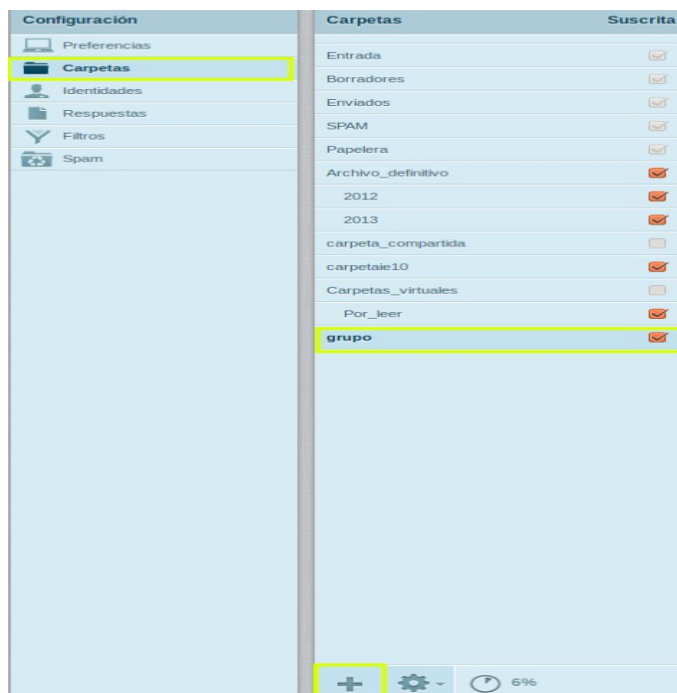 Configuración
Preferencias
Carpetas
Identidades
Respuestas
Filtros
Spam
Carpetas Suscrita
Entrada
Borradores
Enviados
SPAM
Papelera
Archivo_definitivo
2012
2013
carpeta_compartida
carpetaie10
Carpetas_virtuales
Por_leer
grupo
6%